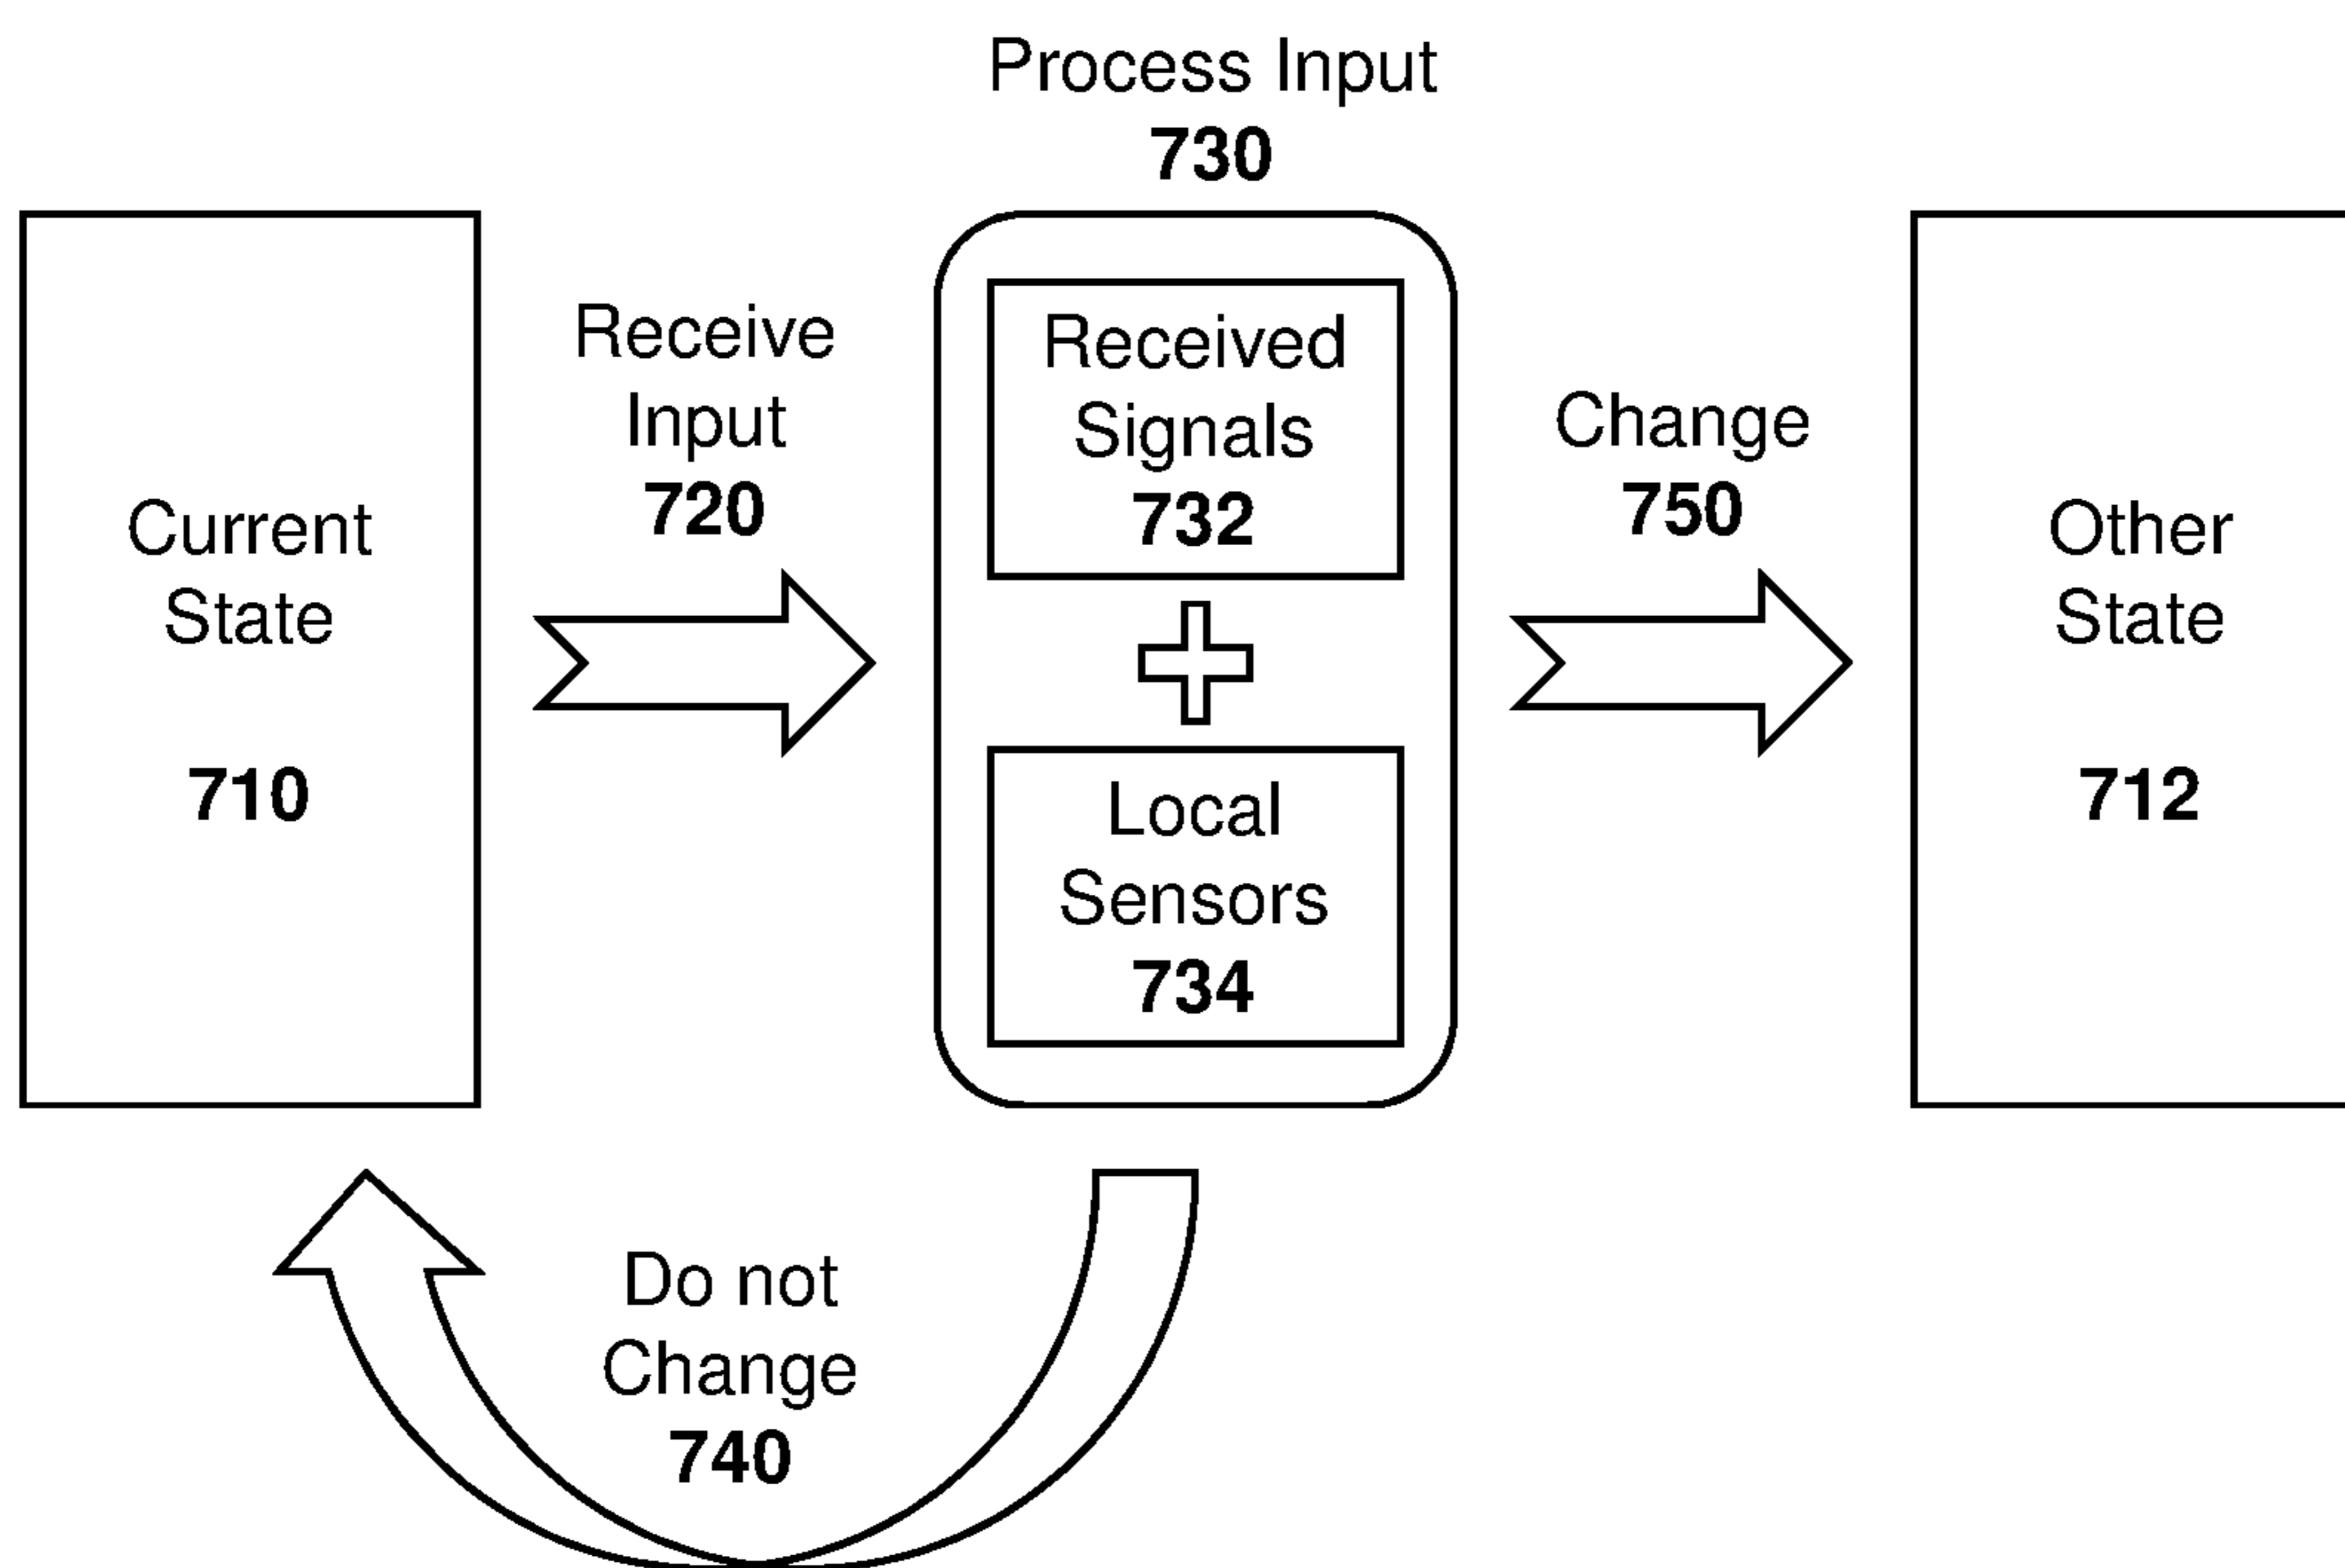 Process Input
730
Current
State
710
Receive
Input
720
Received
Signals
732
Local
Sensors
734
Change
750
Other
State
712
Do not
Change
740